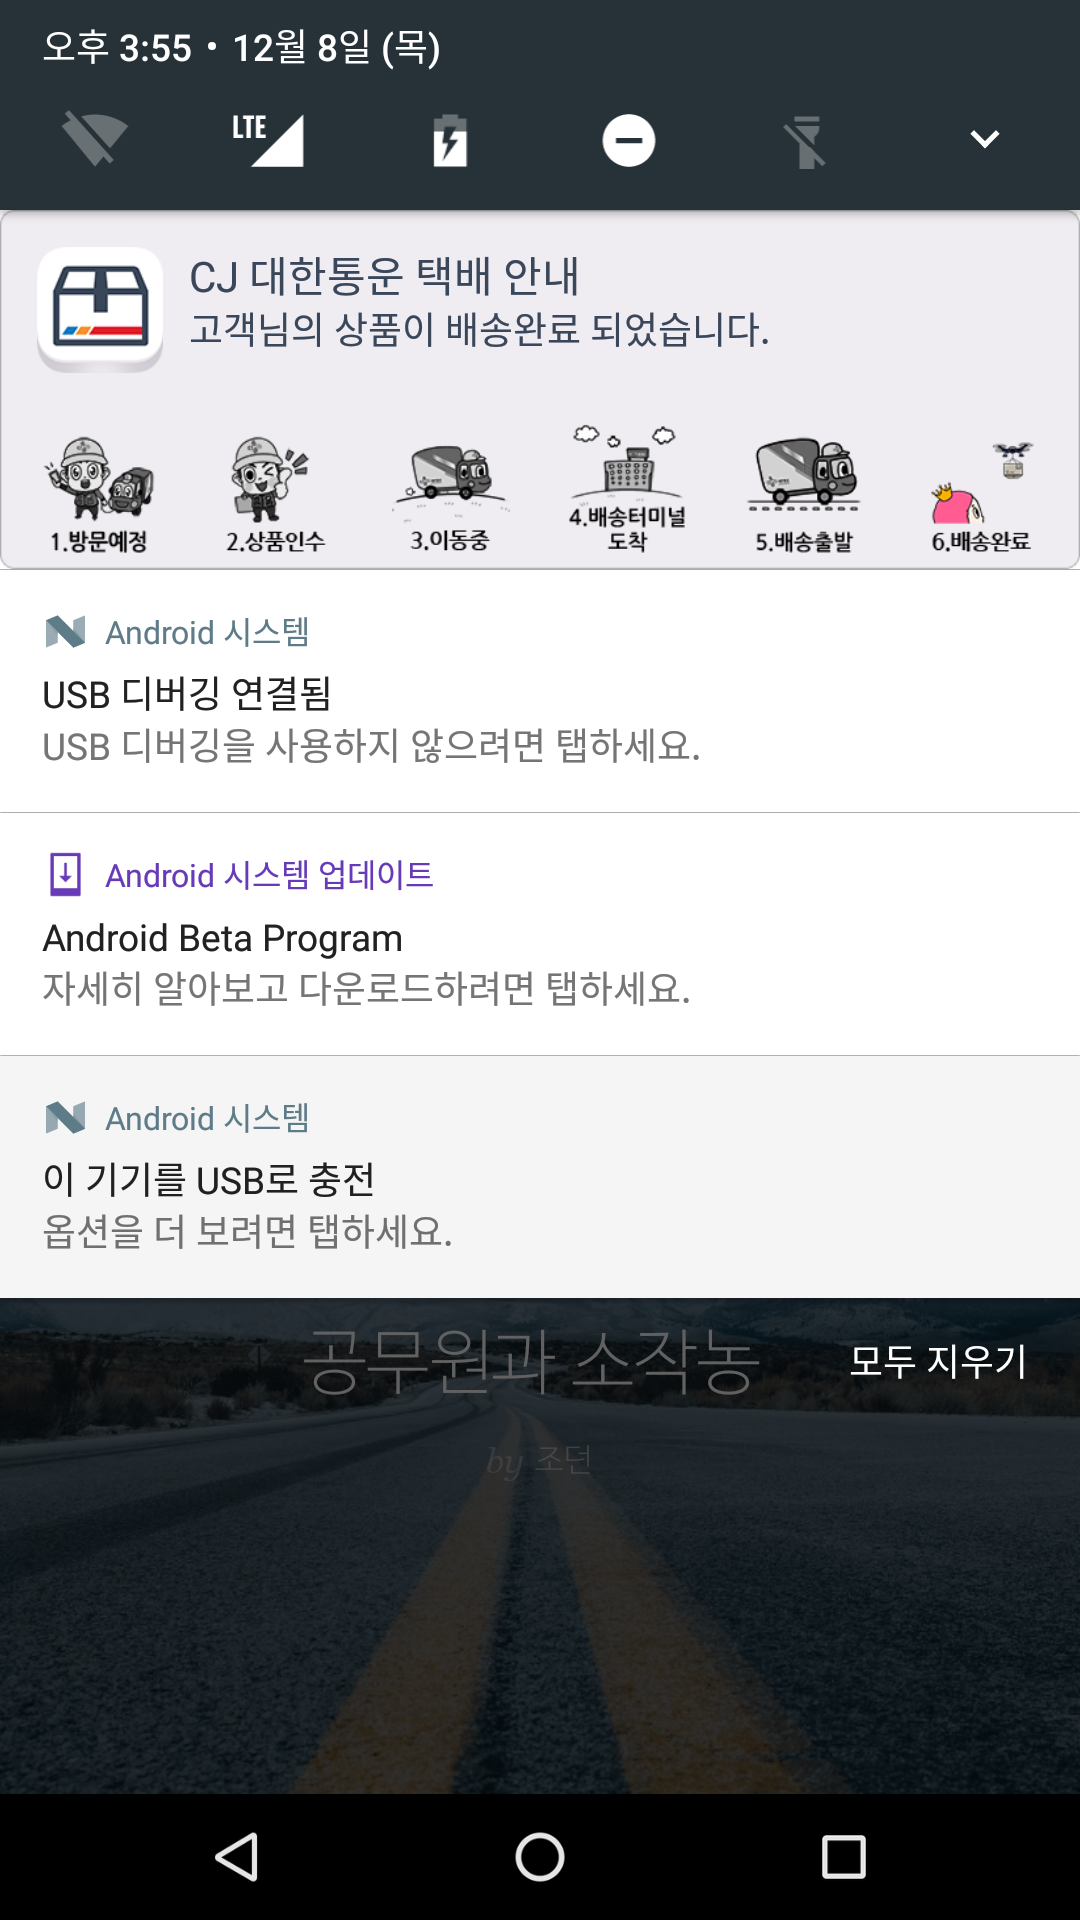 오후 3:55 • 12월 8일 (목)
LTE
CJ 대한통운 택배 안내
고객님의 상품이 배송완료 되었습니다.
1.방문예정
2.상품인수
3.이동중
4.배송터미널
도착
5.배송출발
6.배송완료
Android 시스템
USB 디버깅 연결됨
USB 디버깅을 사용하지 않으려면 탭하세요.
Android 시스템 업데이트
Android Beta Program
자세히 알아보고 다운로드하려면 탭하세요.
Android 시스템
이 기기를 USB로 충전
옵션을 더 보려면 탭하세요.
공무원과 소작농
모두 지우기
by 조던